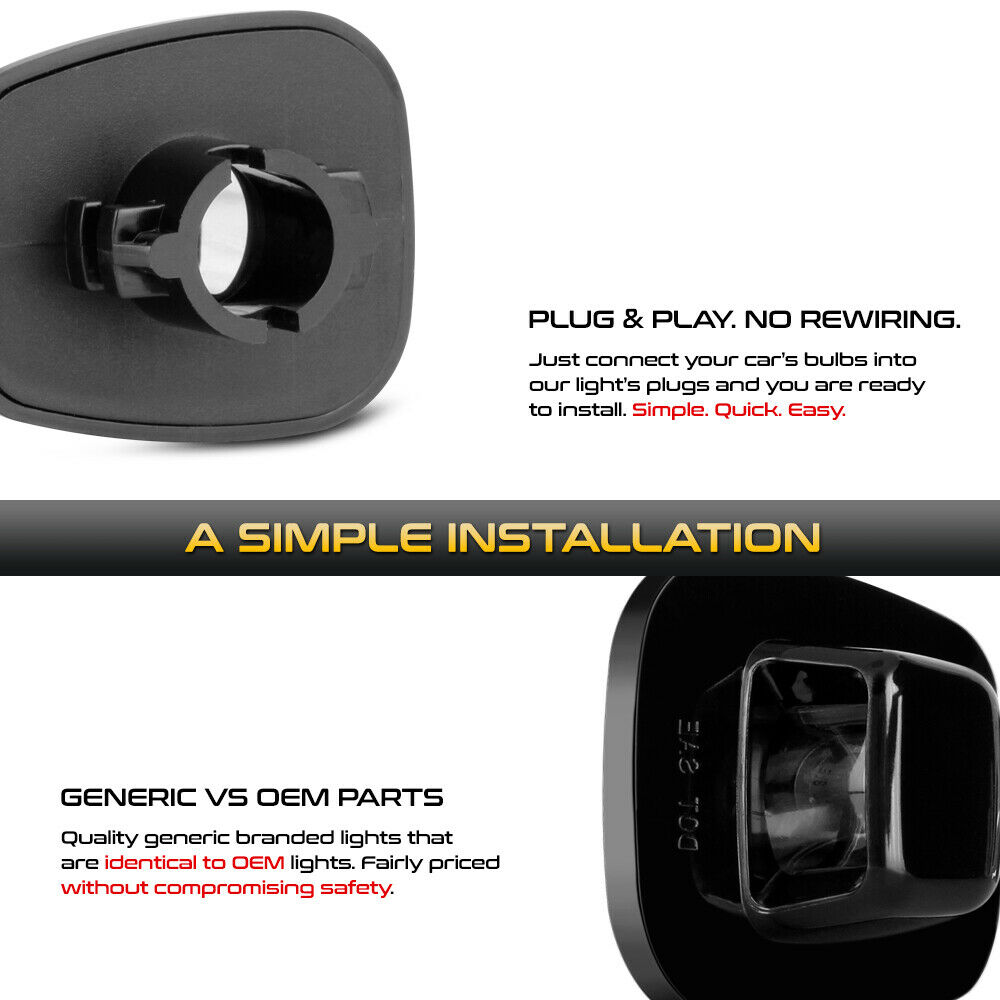 PLUG & PLAY. NO REWIRING.
Just connect your car's bulbs into
our light's plugs and you are ready
to install. Simple. Quick. Easy.
A SIMPLE INSTALLATION
GENERIC VS OEM PARTS
Quality generic branded lights that
are identical to OEM lights. Fairly priced
without compromising safety.
DOT SAE